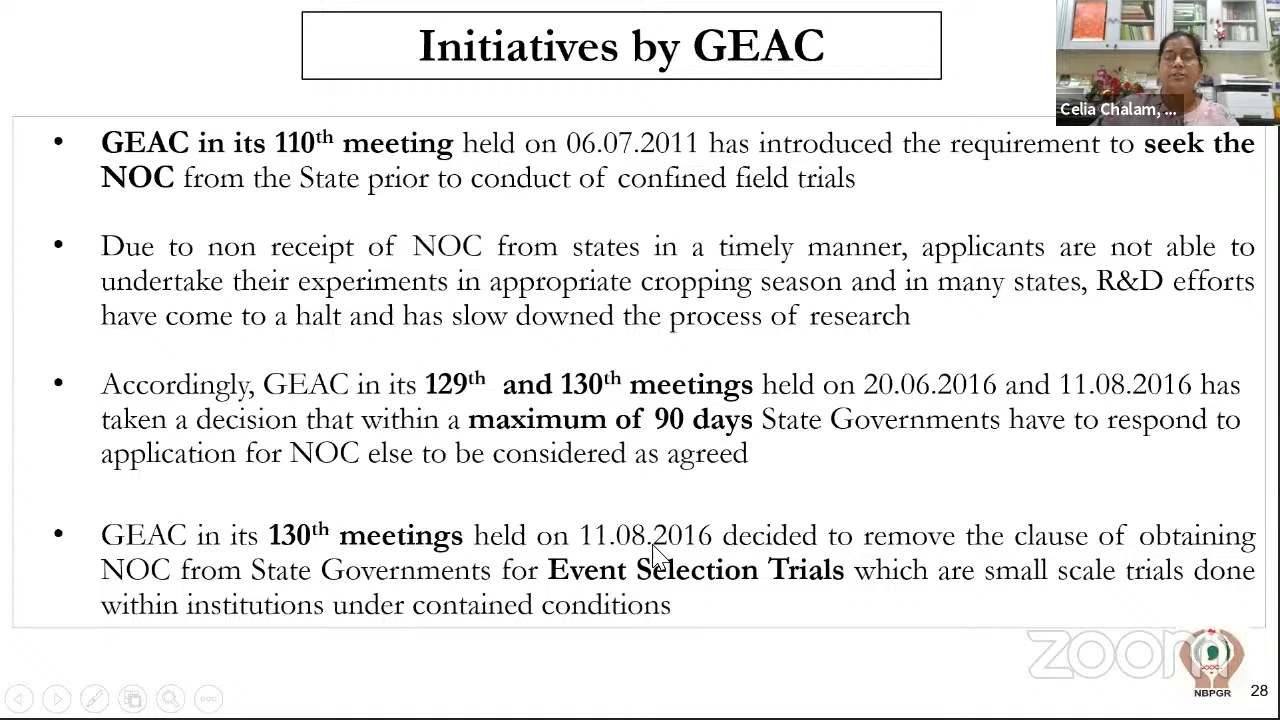 Initiatives by GEAC
Celia Chalam, ...
• GEAC in its 110th meeting held on 06.07.2011 has introduced the requirement to seek the
NOC from the State prior to conduct of confined field trials
• Due to non receipt of NOC from states in a timely manner, applicants are not able to
undertake their experiments in appropriate cropping season and in many states, R&D efforts
have come to a halt and has slow downed the process of research
• Accordingly, GEAC in its 129th and 130th meetings held on 20.06.2016 and 11.08.2016 has
taken a decision that within a maximum of 90 days State Governments have to respond to
application for NOC else to be considered as agreed
• GEAC in its 130th meetings held on 11.08.2016 decided to remove the clause of obtaining
NOC from State Governments for Event Selection Trials which are small scale trials done
within institutions under contained conditions
zoom
NBPGR
28